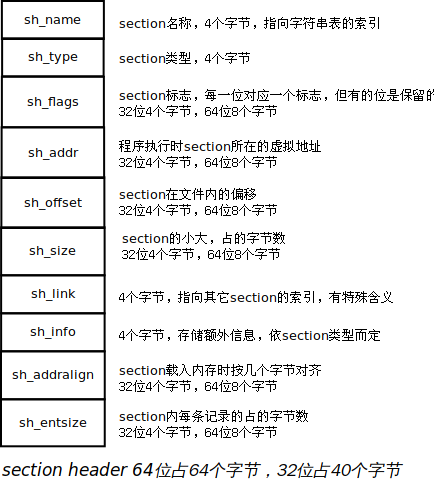 sh_name
section名称，4个字节，指向字符串表的索引
sh_type
section类型，4个字节
sh_flags
section标志，每一位对应一个标志，但有的位是保留的
32位4个字节，64位8个字节
sh_addr
程序执行时section所在的虚拟地址
32位4个字节，64位8个字节
sh_offset
section在文件内的偏移
32位4个字节，64位8个字节
sh_size
section的小大，占的字节数
32位4个字节，64位8个字节
sh_link
4个字节，指向其它section的索引，有特殊含义
sh_info
4个字节，存储额外信息，依section类型而定
sh_addralign
section载入内存时按几个字节对齐
32位4个字节，64位8个字节
sh_entsize
section内每条记录的占的字节数
32位4个字节，64位8个字节
section header 64位占64个字节，32位占40个字节